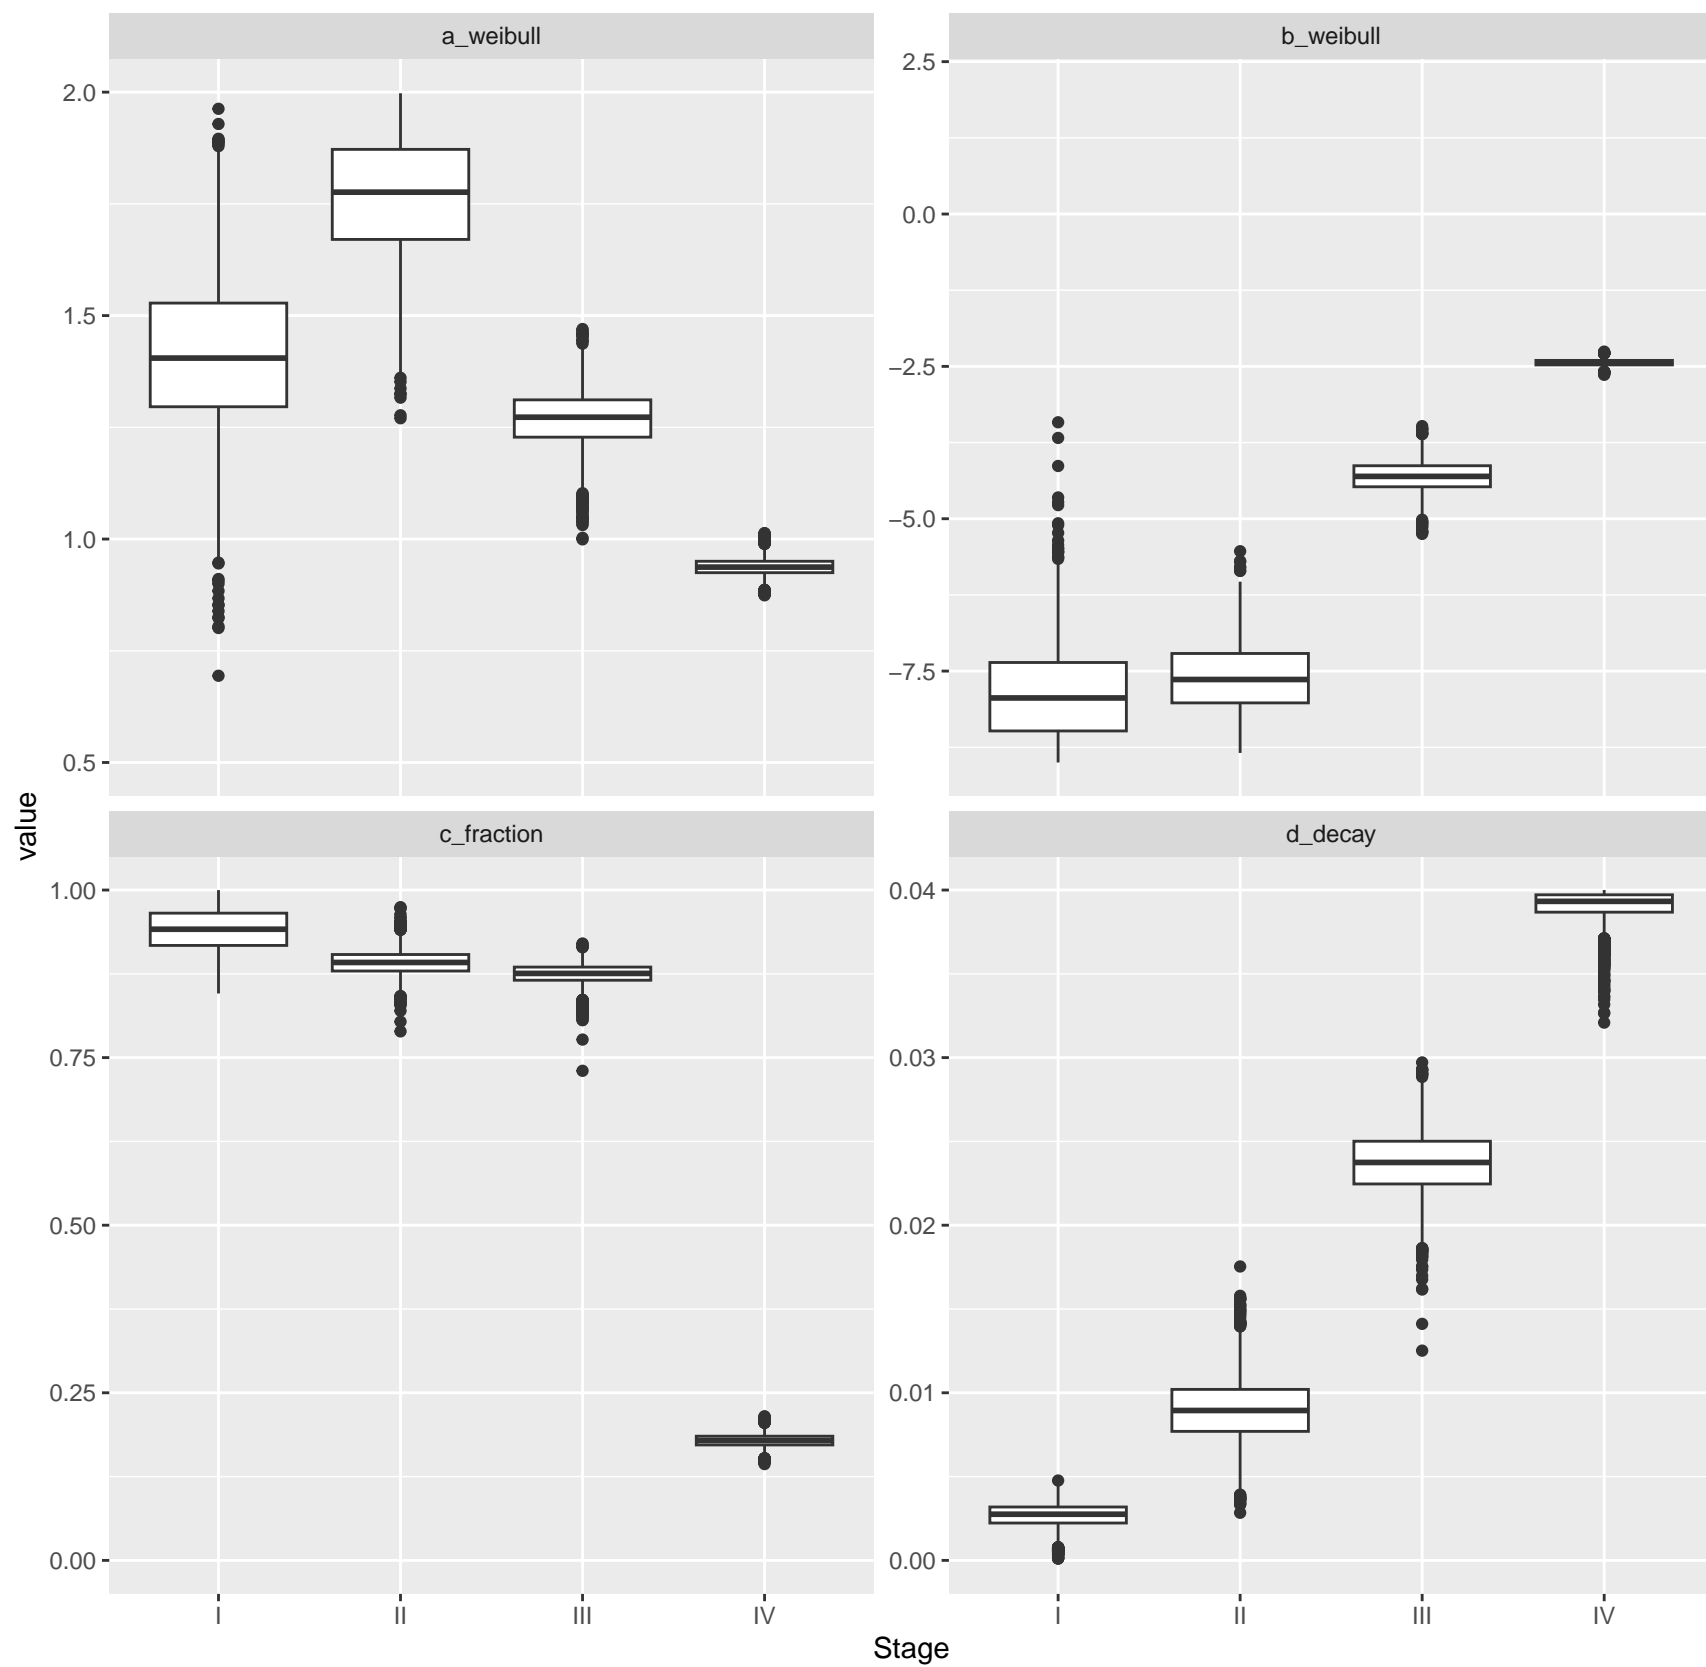 a_weibull
b_weibull
2.0
1.5
1.0
0.5
2.5
0.0
−2.5
−5.0
−7.5
value
c_fraction
d_decay
1.00
0.75
0.50
0.25
0.00
0.04
0.03
0.02
0.01
0.00
I II III IV
I II III IV
Stage